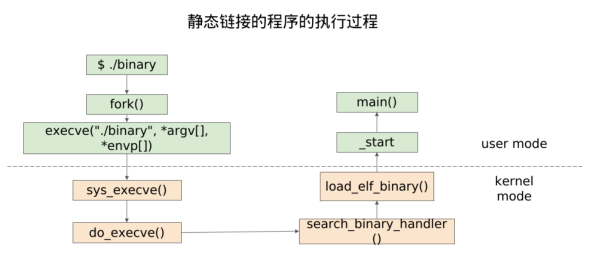 静态链接的程序的执行过程
$ ./binary
fork()
execve("./binary", *argv[],
*envp[])
sys_execve()
do_execve()
main()
_start
load_elf_binary()
search_binary_handler
()
user mode
kernel
mode